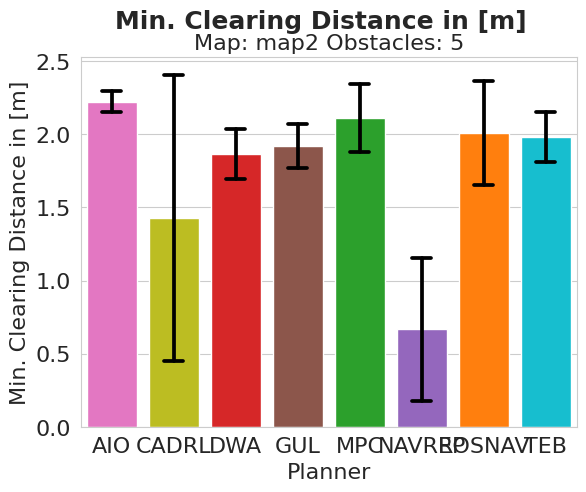 Min. Clearing Distance in [m]
Map: map2 Obstacles: 5
Min. Clearing Distance in [m]
2.5
2.0
1.5
1.0
0.5
0.0
AIO CADRL DWA GUL MPC NAVREP ROSNAV TEB
Planner